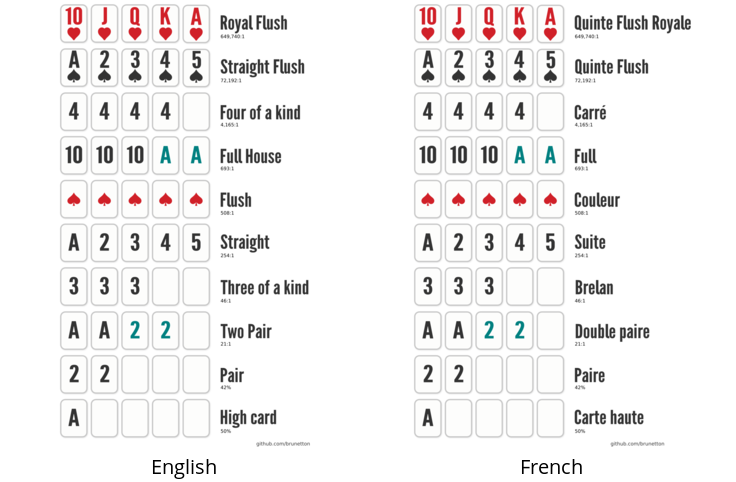 10 J Q K A Royal Flush
649,740:1
A 2 3 4 5 Straight Flush
72,192:1
4 4 4 4 Four of a kind
4,165:1
10 10 10 A A Full House
693:1
Flush
508:1
A 2 3 4 5 Straight
254:1
3 3 3 Three of a kind
46:1
A A 2 2 Two Pair
21:1
2 2 Pair
42%
A High card
50%
github.com/brunetton
English
10 J Q K A Quinte Flush Royale
649,740:1
A 2 3 4 5 Quinte Flush
72,192:1
4 4 4 4 Carré
4,165:1
10 10 10 A A Full
693:1
Couleur
508:1
A 2 3 4 5 Suite
254:1
3 3 3 Brelan
46:1
A A 2 2 Double paire
21:1
2 2 Paire
42%
A Carte haute
50%
github.com/brunetton
French